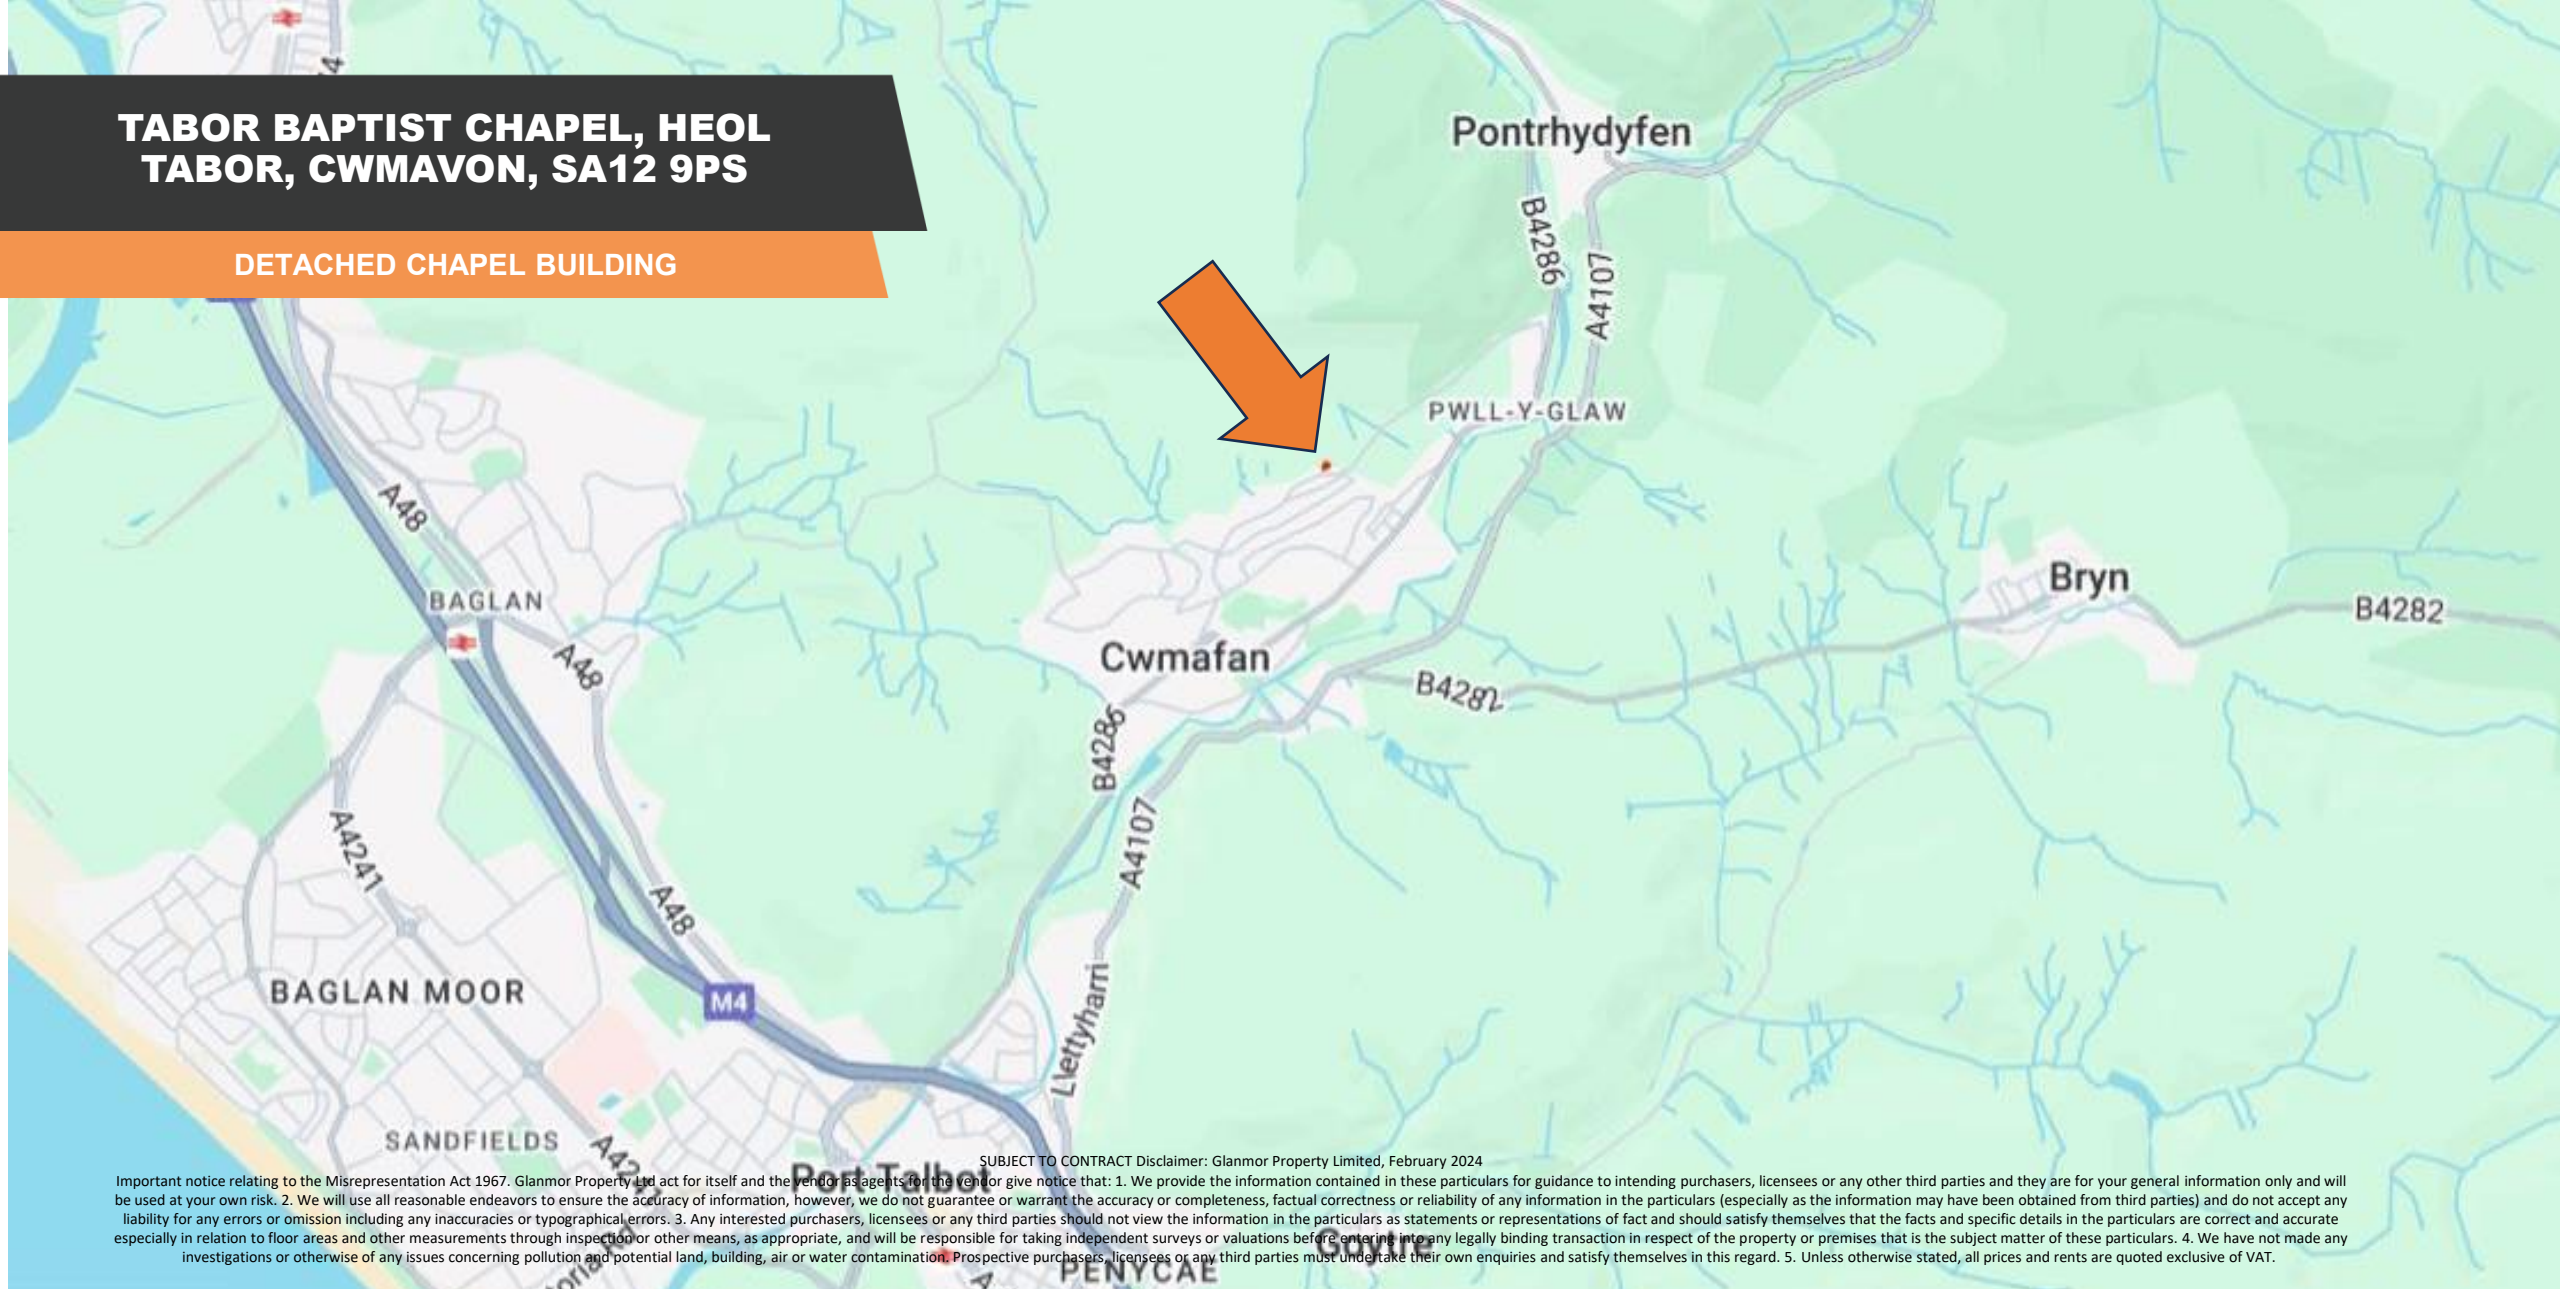 TABOR BAPTIST CHAPEL, HEOL
TABOR, CWMAVON, SA12 9PS
DETACHED CHAPEL BUILDING
Pontrhydyfen
B4286
A4107
PWLL-Y-GLAW
A48
BAGLAN
A48
Bryn
B4282
Cwmafan
B4282
B4286
A4107
A4241
A48
BAGLAN MOOR
M4
Llettyharri
SANDFIELDS
Port Talbot
Goytre
PENYCAE
SUBJECT TO CONTRACT Disclaimer: Glanmor Property Limited, February 2024
Important notice relating to the Misrepresentation Act 1967. Glanmor Property Ltd act for itself and the vendor as agents for the vendor give notice that: 1. We provide the information contained in these particulars for guidance to intending purchasers, licensees or any other third parties and they are for your general information only and will
be used at your own risk. 2. We will use all reasonable endeavors to ensure the accuracy of information, however, we do not guarantee or warrant the accuracy or completeness, factual correctness or reliability of any information in the particulars (especially as the information may have been obtained from third parties) and do not accept any
liability for any errors or omission including any inaccuracies or typographical errors. 3. Any interested purchasers, licensees or any third parties should not view the information in the particulars as statements or representations of fact and should satisfy themselves that the facts and specific details in the particulars are correct and accurate
especially in relation to floor areas and other measurements through inspection or other means, as appropriate, and will be responsible for taking independent surveys or valuations before entering into any legally binding transaction in respect of the property or premises that is the subject matter of these particulars. 4. We have not made any
investigations or otherwise of any issues concerning pollution and potential land, building, air or water contamination. Prospective purchasers, licensees or any third parties must undertake their own enquiries and satisfy themselves in this regard. 5. Unless otherwise stated, all prices and rents are quoted exclusive of VAT.